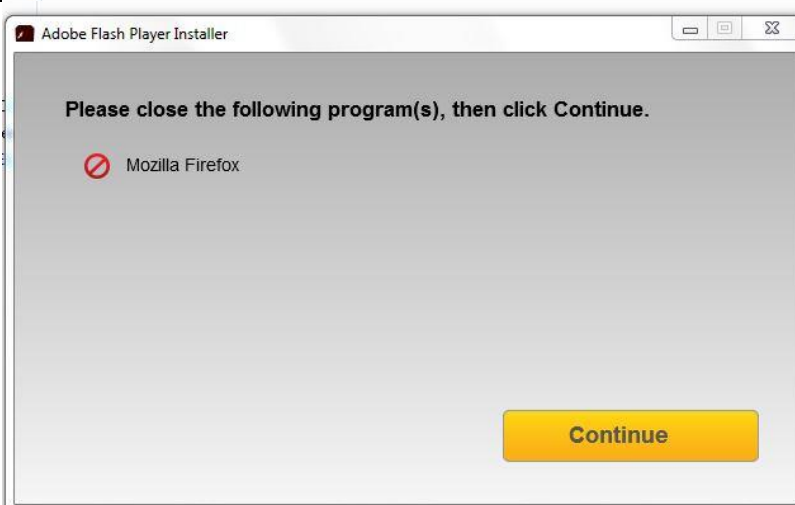 Adobe Flash Player Installer
Please close the following program(s), then click Continue.
Mozilla Firefox
Continue